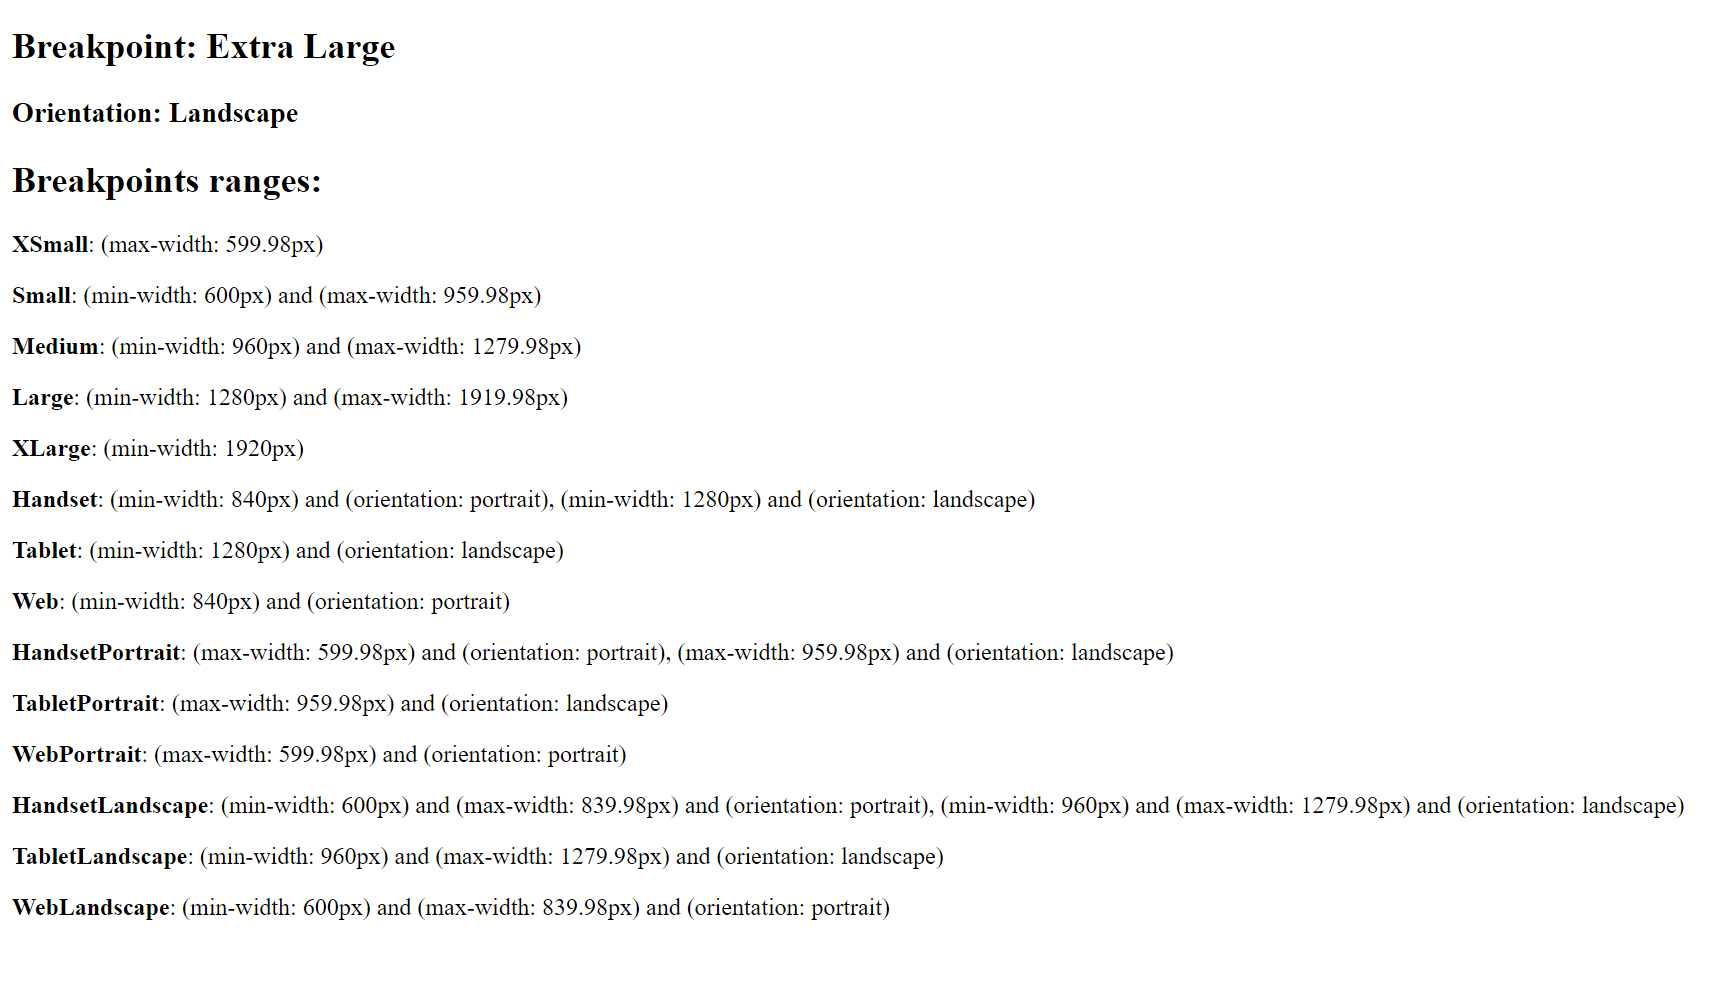 Breakpoint: Extra Large
Orientation: Landscape
Breakpoints ranges:
XSmall: (max-width: 599.98px)
Small: (min-width: 600px) and (max-width: 959.98px)
Medium: (min-width: 960px) and (max-width: 1279.98px)
Large: (min-width: 1280px) and (max-width: 1919.98px)
XLarge: (min-width: 1920px)
Handset: (min-width: 840px) and (orientation: portrait), (min-width: 1280px) and (orientation: landscape)
Tablet: (min-width: 1280px) and (orientation: landscape)
Web: (min-width: 840px) and (orientation: portrait)
HandsetPortrait: (max-width: 599.98px) and (orientation: portrait), (max-width: 959.98px) and (orientation: landscape)
TabletPortrait: (max-width: 959.98px) and (orientation: landscape)
WebPortrait: (max-width: 599.98px) and (orientation: portrait)
HandsetLandscape: (min-width: 600px) and (max-width: 839.98px) and (orientation: portrait), (min-width: 960px) and (max-width: 1279.98px) and (orientation: landscape)
TabletLandscape: (min-width: 960px) and (max-width: 1279.98px) and (orientation: landscape)
WebLandscape: (min-width: 600px) and (max-width: 839.98px) and (orientation: portrait)